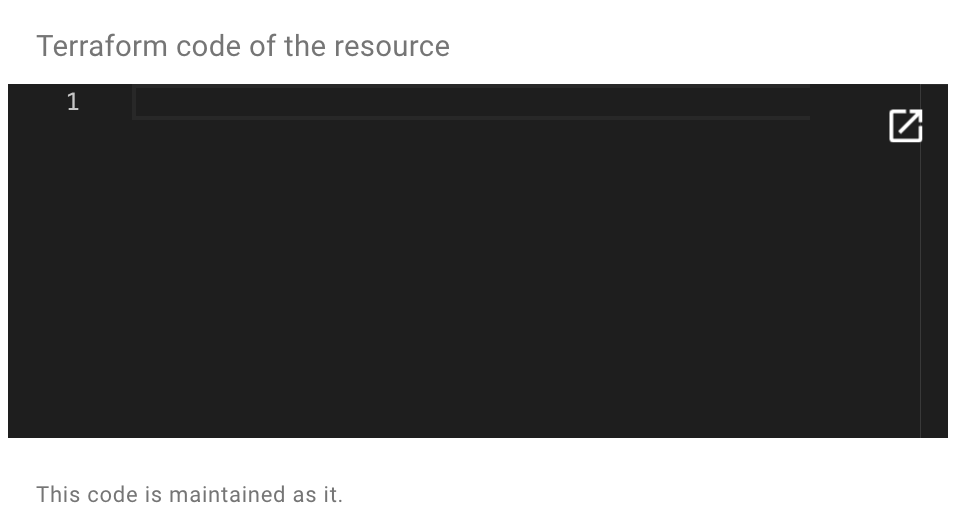 Terraform code of the resource
1
This code is maintained as it.